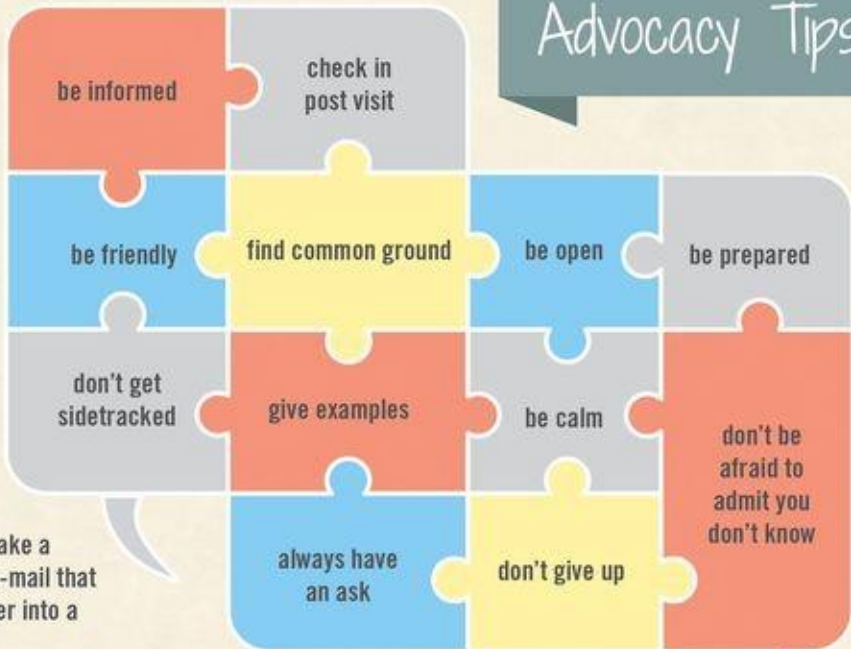 Advocacy Tips
be informed
check in
post visit
be friendly
find common ground
be open
be prepared
don't get
sidetracked
give examples
be calm
don't be
afraid to
admit you
don't know
always have
an ask
don't give up
a
that
into a